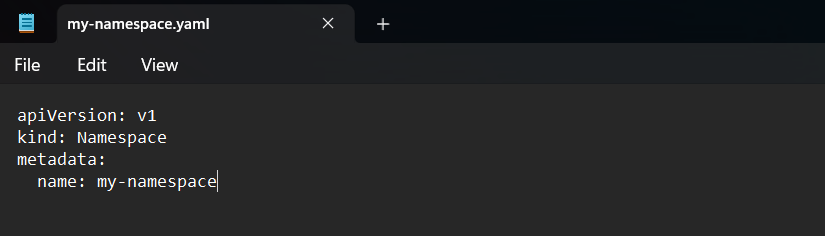 my-namespace.yaml
File Edit View
apiVersion: v1
kind: Namespace
metadata:
  name: my-namespace